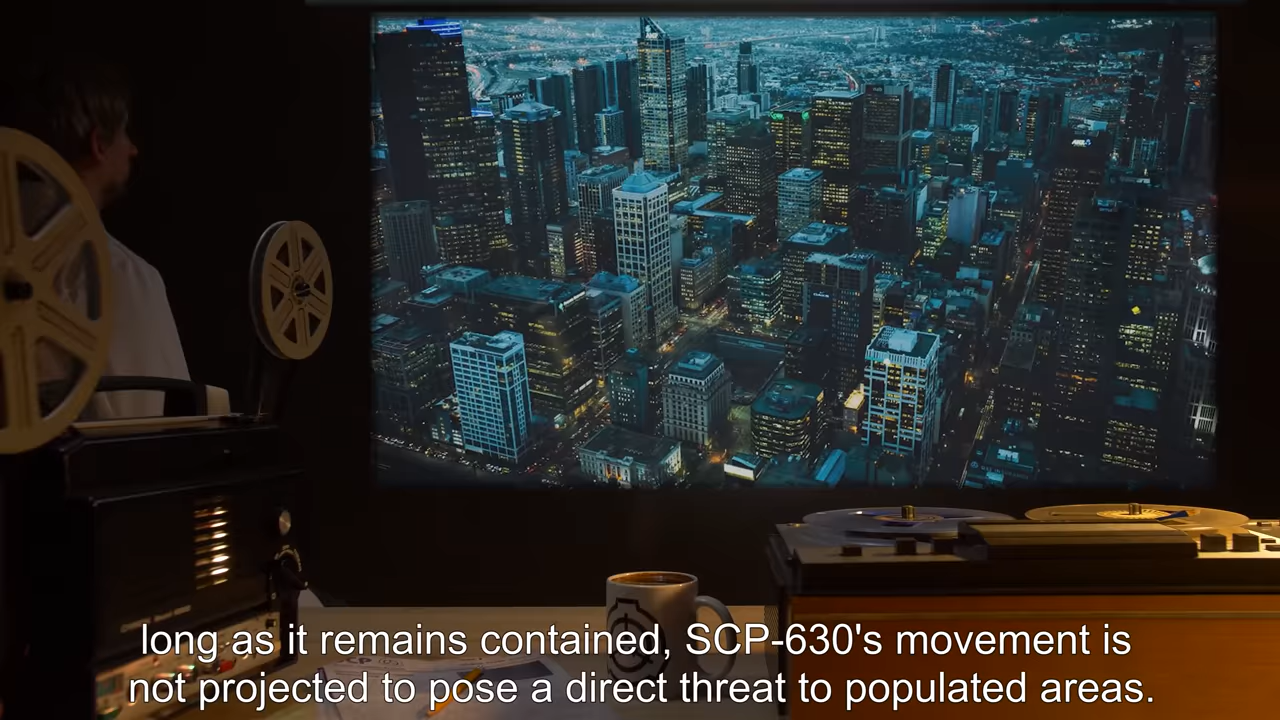 long as it remains contained, SCP-630's movement is
not projected to pose a direct threat to populated areas.